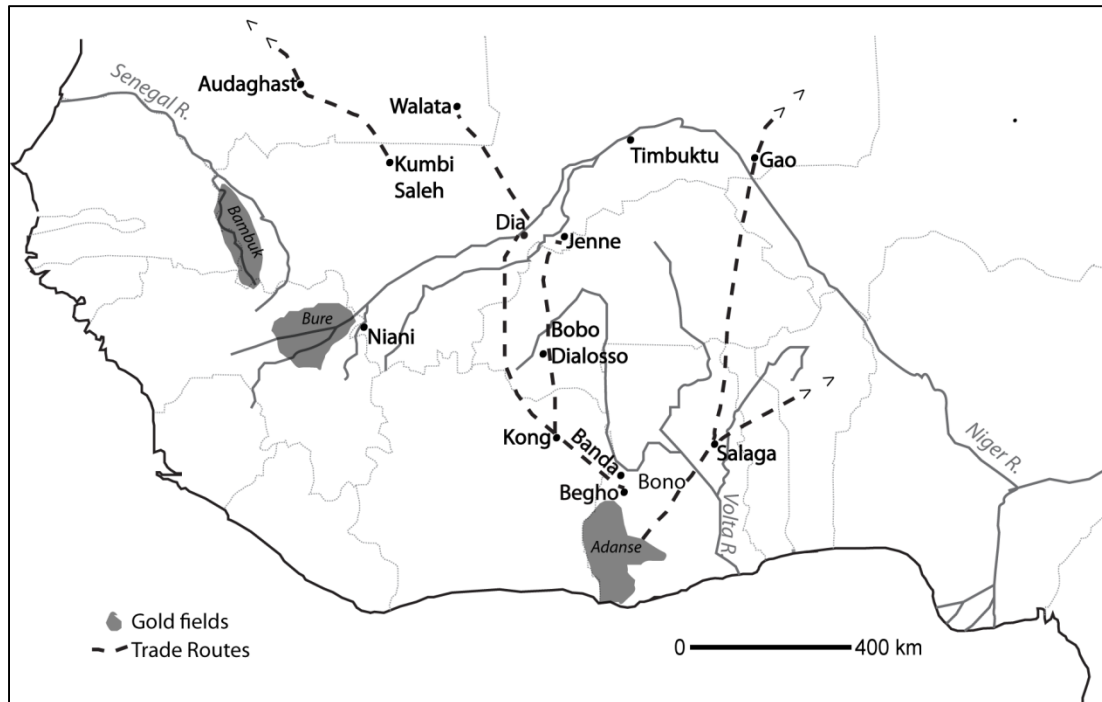 Senegal R.
Audaghast
Walata
Kumbi
Saleh
Timbuktu
Gao
Bambuk
Dia
Jenne
Bure
Niani
Bobo
Dialosso
Kong
Banda
Salaga
Niger R.
Begho
Bono
Volta R.
Adanse
Gold fields
Trade Routes
0 400 km